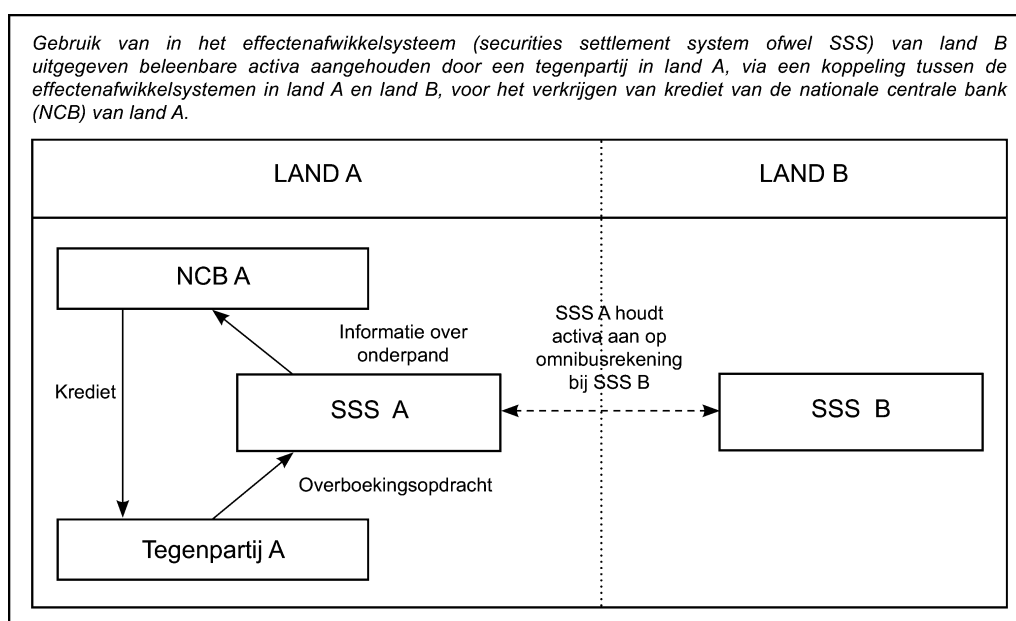 Gebruik van in het effectenafwikkelsysteem (securities settlement system ofwel SSS) van land B
uitgegeven beleenbare activa aangehouden door een tegenpartij in land A, via een koppeling tussen de
effectenafwikkelsystemen in land A en land B, voor het verkrijgen van krediet van de nationale centrale bank
(NCB) van land A.
LAND A
LAND B
NCB A
Informatie over
onderpand
SSS A houdt
activa aan op
omnibusrekening
bij SSS B
Krediet
SSS A
SSS B
Overboekingsopdracht
Tegenpartij A